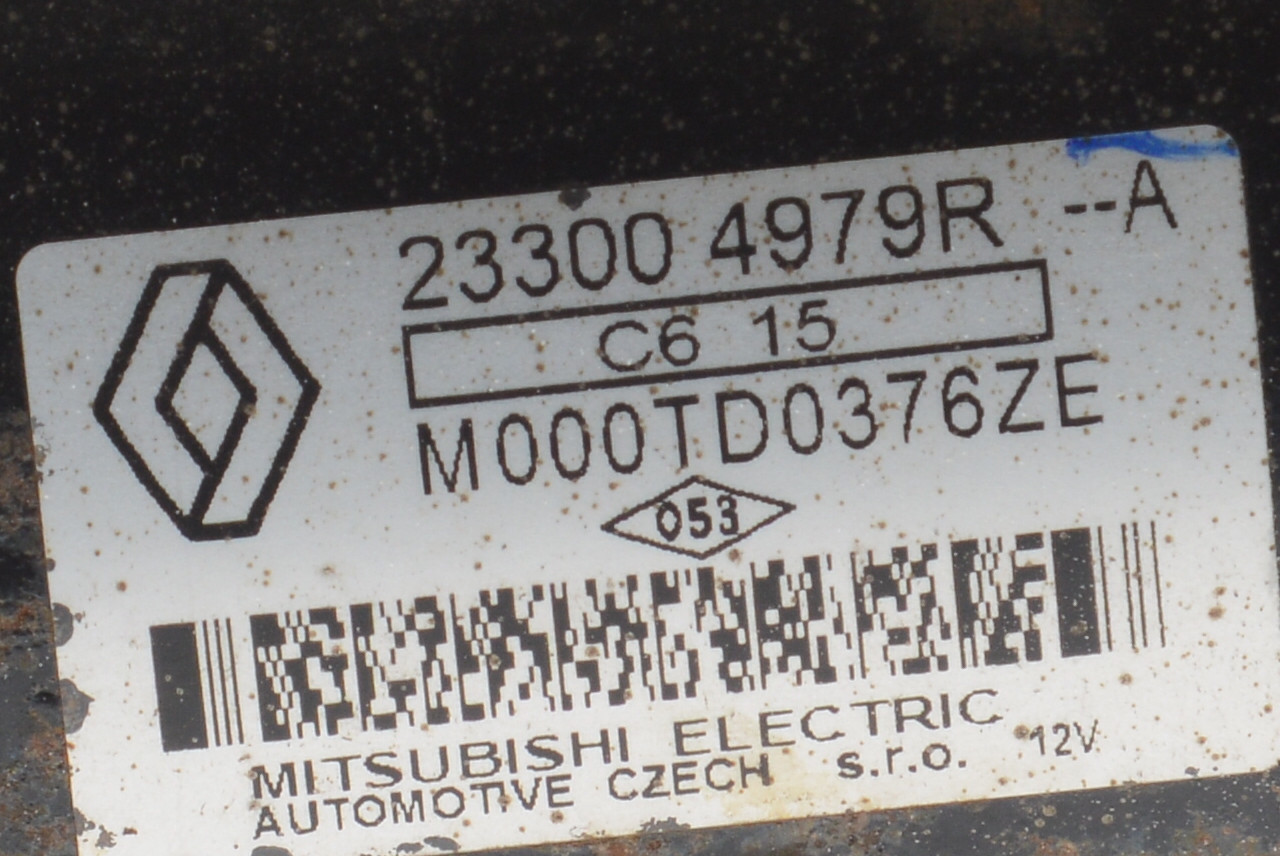 23300 4979R --A
C6 15
M000TD0376ZE
053
MITSUBISHI ELECTRIC
AUTOMOTIVE CZECH s.r.o. 12V